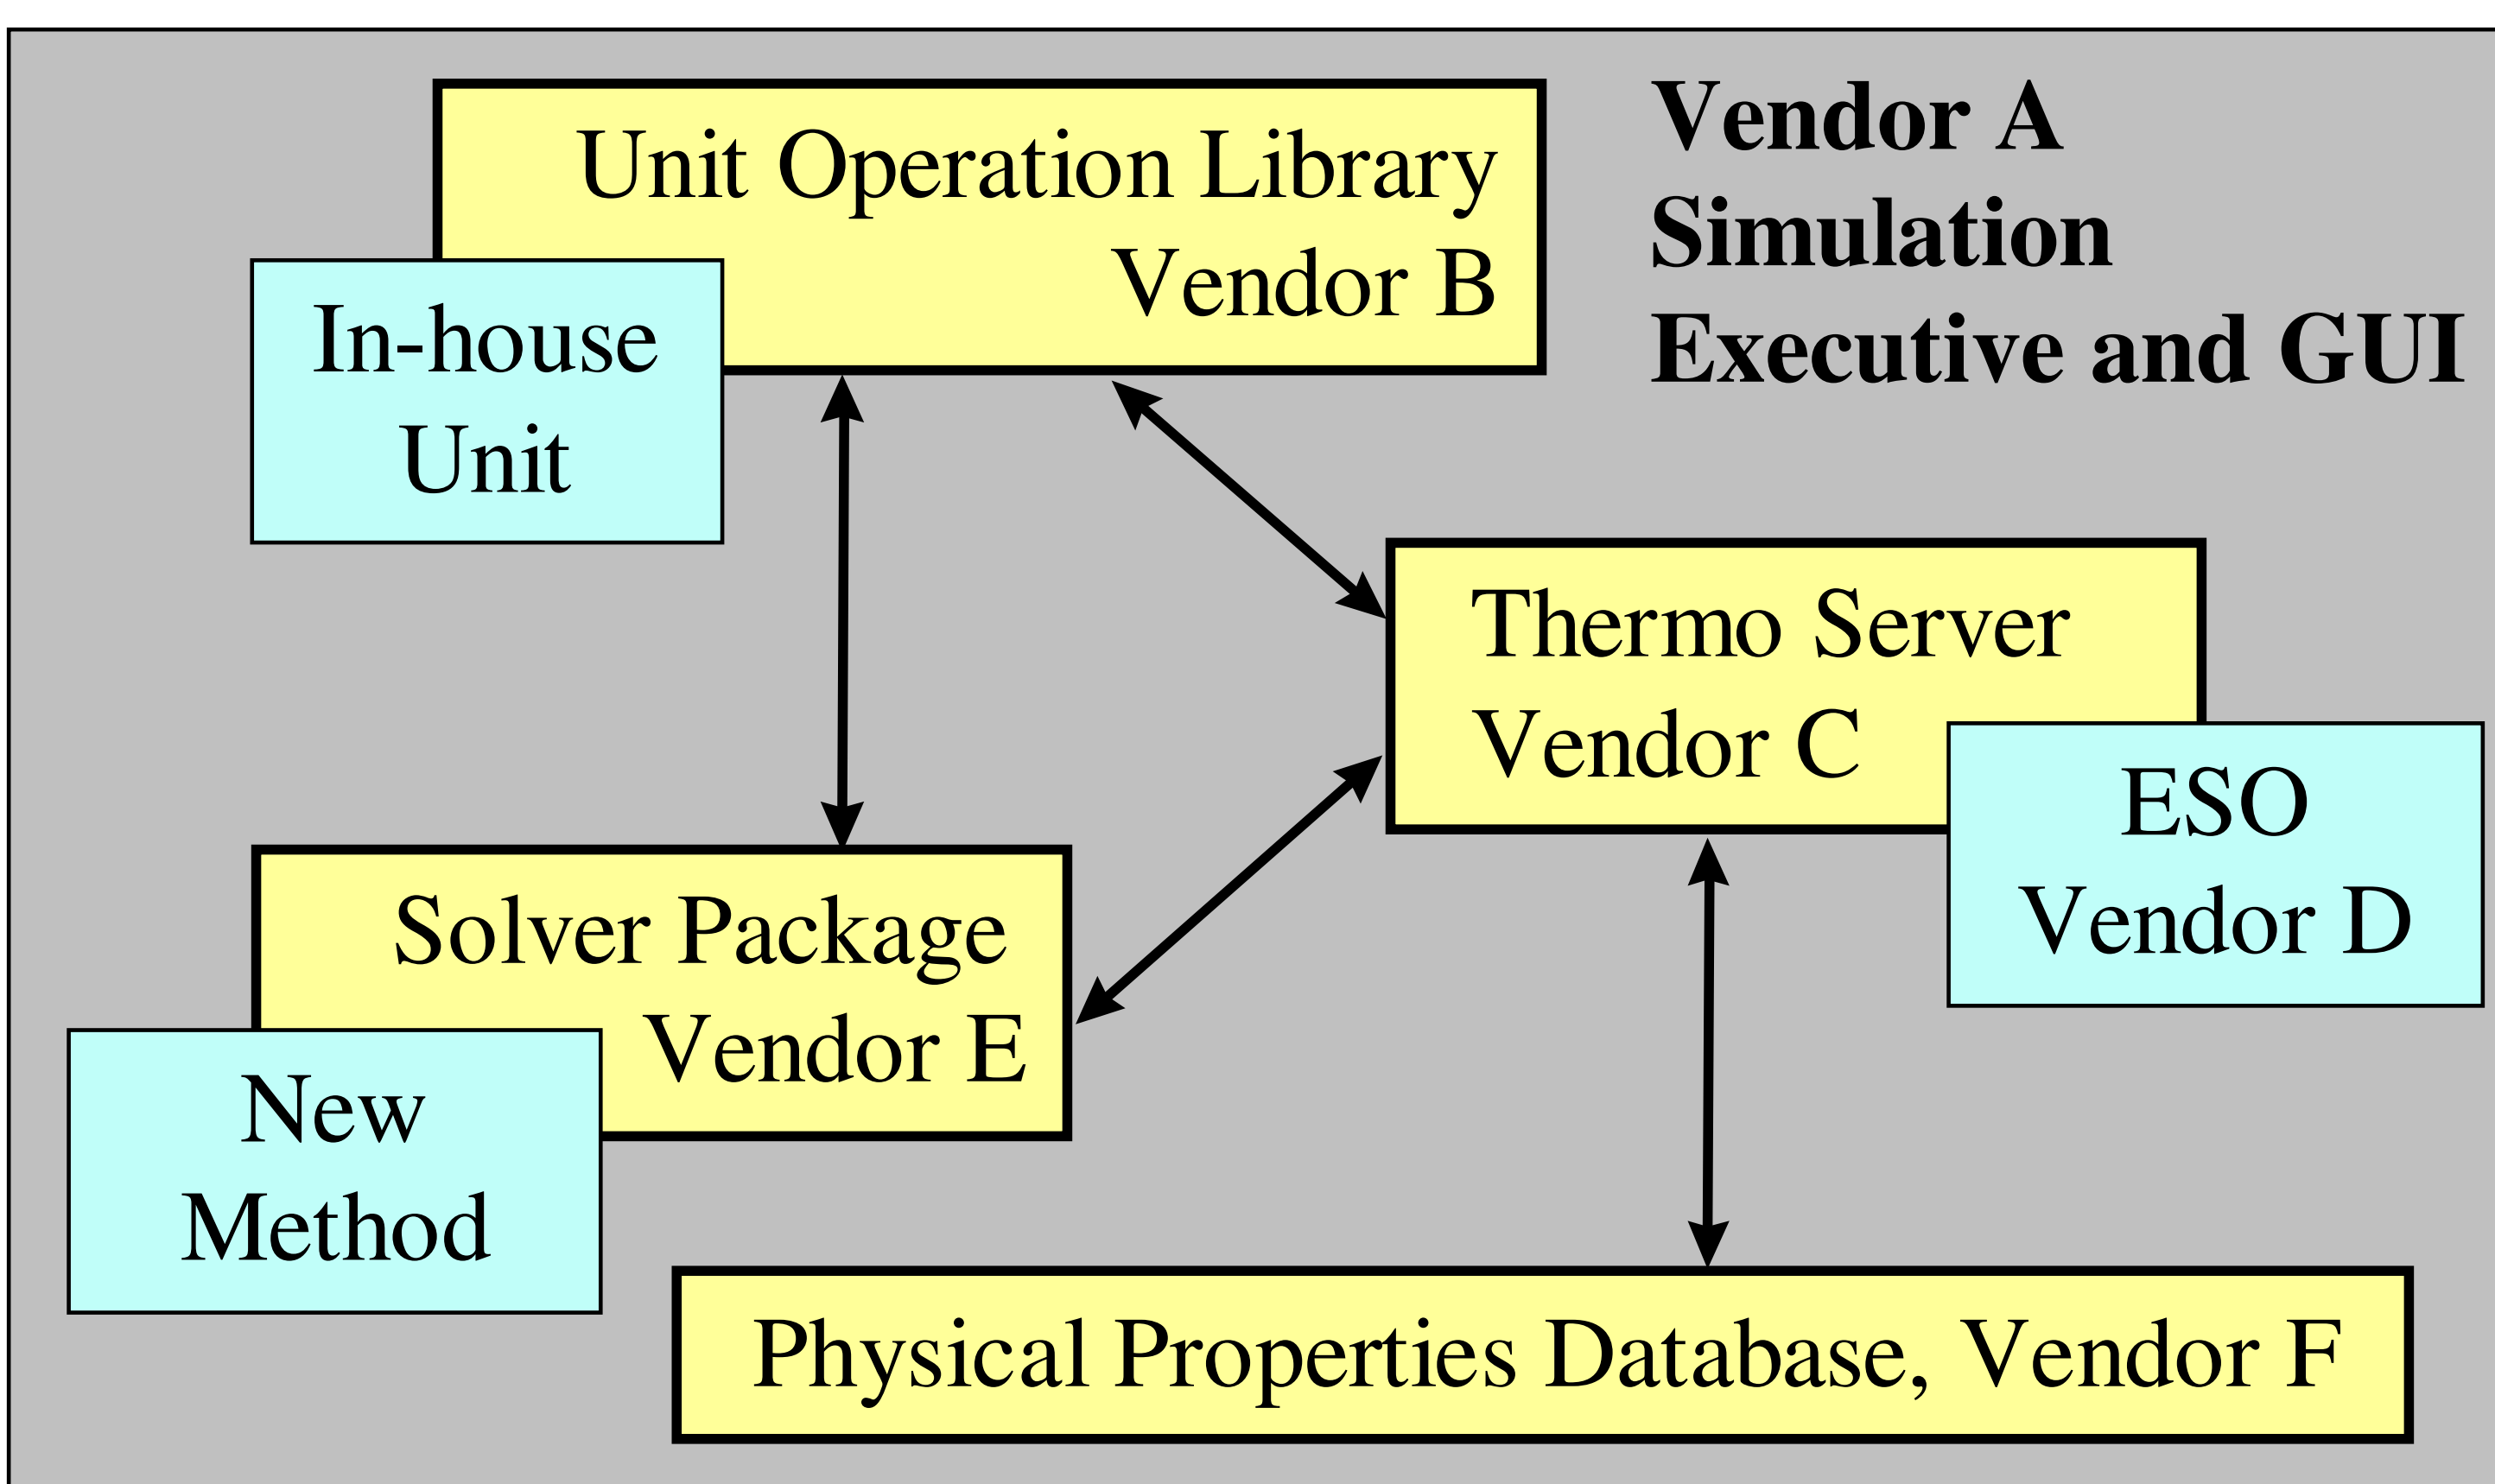 Unit Operation Library
Vendor B
Vendor A
Simulation
Executive and GUI
In-house
Unit
Thermo Server
Vendor C
ESO
Vendor D
Solver Package
Vendor E
New
Method
Physical Properties Database, Vendor F